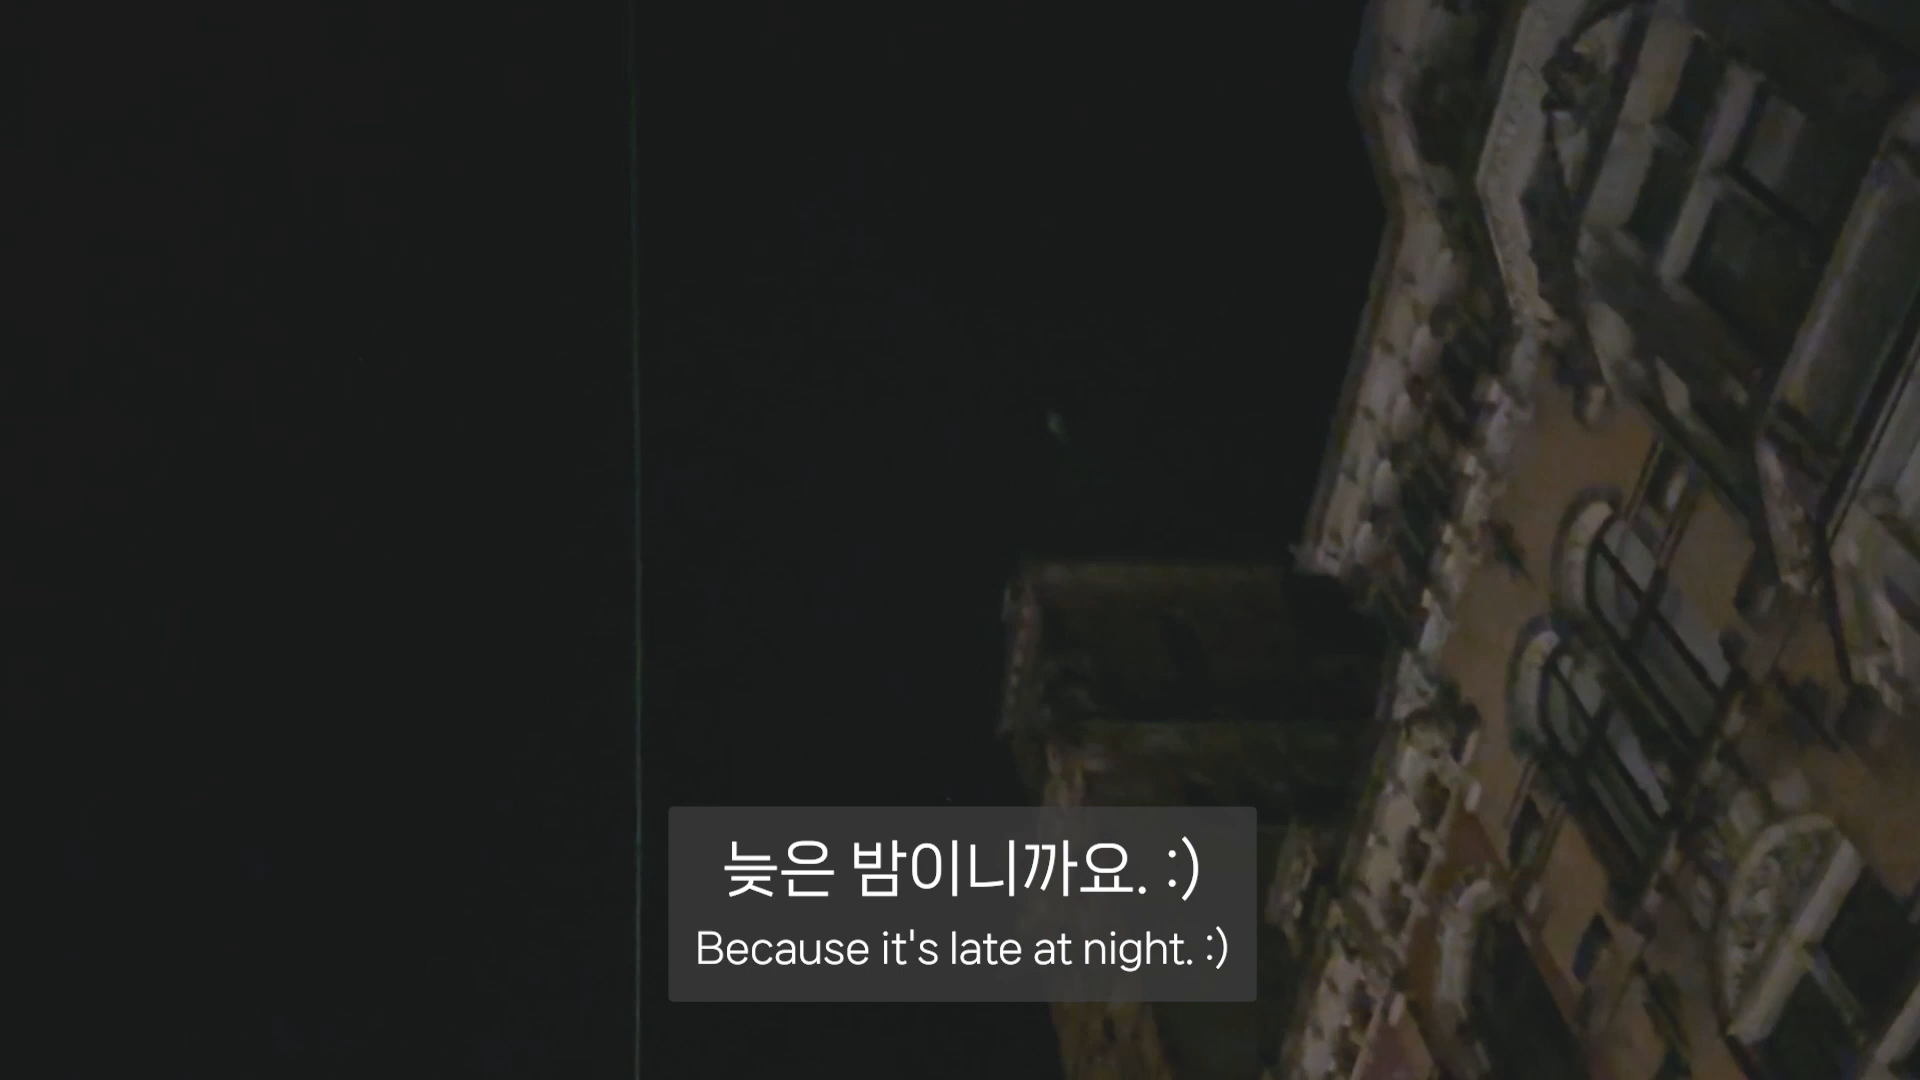 늦은 밤이니까요. :)
Because it's late at night. :)